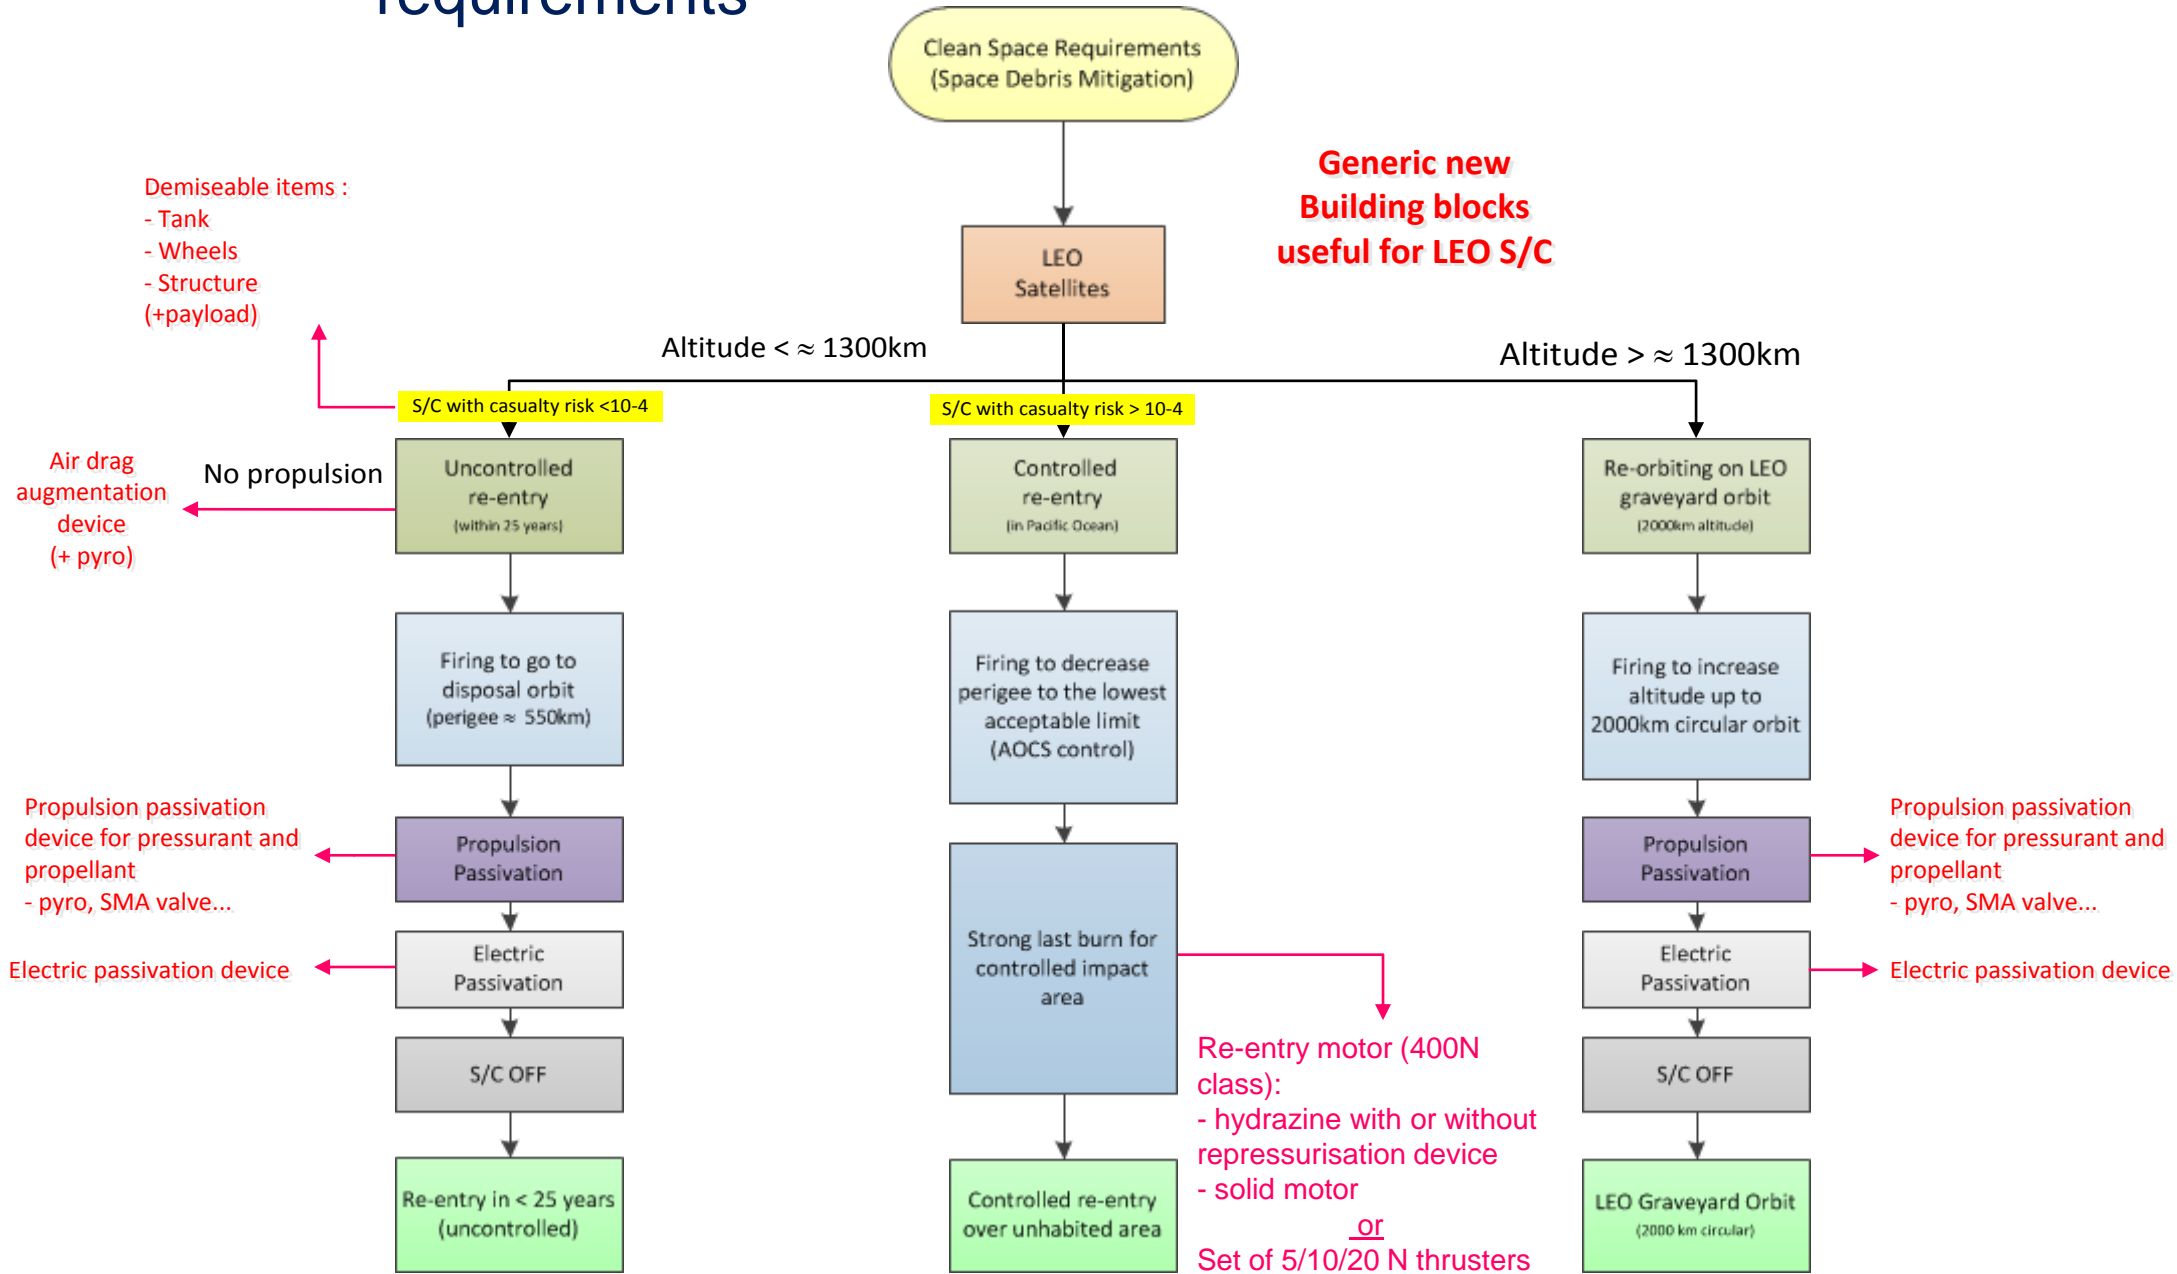 requirements
Clean Space Requirements
(Space Debris Mitigation)
Generic new
Building blocks
useful for LEO S/C
Demiseable items :
- Tank
- Wheels
- Structure
(+payload)
LEO
Satellites
Altitude < ≈ 1300km
Altitude > ≈ 1300km
S/C with casualty risk <10-4
S/C with casualty risk > 10-4
Air drag
augmentation
device
(+ pyro)
No propulsion
Uncontrolled
re-entry
(within 25 years)
Controlled
re-entry
(in Pacific Ocean)
Re-orbiting on LEO
graveyard orbit
(2000km altitude)
Firing to go to
disposal orbit
(perigee ≈ 550km)
Firing to decrease
perigee to the lowest
acceptable limit
(AOCS control)
Firing to increase
altitude up to
2000km circular orbit
Propulsion passivation
device for pressurant and
propellant
- pyro, SMA valve...
Propulsion
Passivation
Propulsion
Passivation
Propulsion passivation
device for pressurant and
propellant
- pyro, SMA valve...
Electric passivation device
Electric
Passivation
Strong last burn for
controlled impact
area
Electric
Passivation
Electric passivation device
S/C OFF
Re-entry motor (400N
class):
- hydrazine with or without
repressurisation device
- solid motor
or
Set of 5/10/20 N thrusters
S/C OFF
Re-entry in < 25 years
(uncontrolled)
Controlled re-entry
over unhabited area
LEO Graveyard Orbit
(2000 km circular)